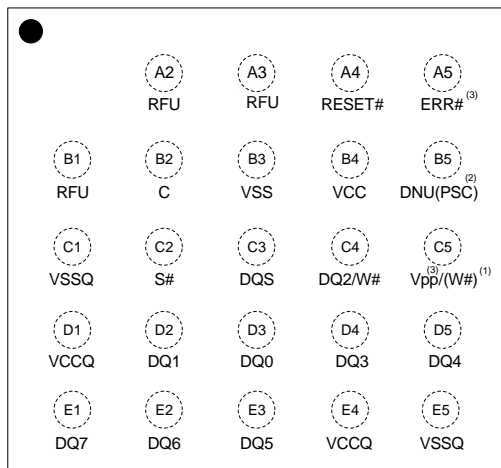 A2 A3 A4 A5
RFU RFU RESET# ERR# (3)
B1 B2 B3 B4 B5
RFU C VSS VCC DNU(PSC) (2)
C1 C2 C3 C4 C5
VSSQ S# DQS DQ2/W# Vpp(3)/(W#) (1)
D1 D2 D3 D4 D5
VCCQ DQ1 DQ0 DQ3 DQ4
E1 E2 E3 E4 E5
DQ7 DQ6 DQ5 VCCQ VSSQ